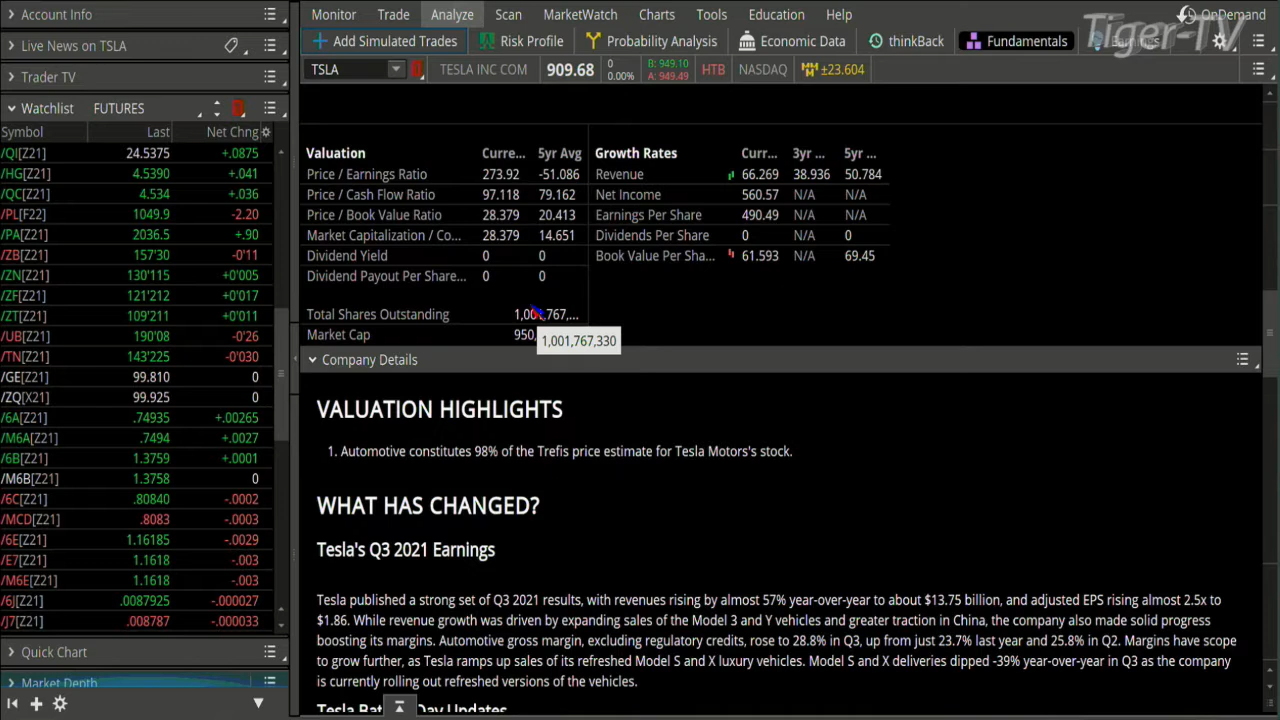 Account Info
Live News on TSLA
Trader TV
Watchlist FUTURES
Symbol Last Net Chng
/QI[Z21] 24.5375 +.0875
/HG[Z21] 4.5390 +.041
/QC[Z21] 4.534 +.036
/PL[F22] 1049.9 -2.20
/PA[Z21] 2036.5 +.90
/ZB[Z21] 157'30 -0'11
/ZN[Z21] 130'115 +0'005
/ZF[Z21] 121'212 +0'017
/ZT[Z21] 109'211 +0'011
/UB[Z21] 190'08 -0'26
/TN[Z21] 143'225 -0'030
/GE[Z21] 99.810 0
/ZQ[X21] 99.925 0
/6A[Z21] .74935 +.00265
/M6A[Z21] .7494 +.0027
/6B[Z21] 1.3759 +.0001
/M6B[Z21] 1.3758 0
/6C[Z21] .80840 -.0002
/MCD[Z21] .8083 -.0003
/6E[Z21] 1.16185 -.0029
/E7[Z21] 1.1618 -.003
/M6E[Z21] 1.1618 -.003
/6J[Z21] .0087925 -.000027
/J7[Z21] .008787 -.000033
Quick Chart
Market Depth
Monitor Trade Analyze Scan MarketWatch Charts Tools Education Help OnDemand
Tiger-TV
Add Simulated Trades Risk Profile Probability Analysis Economic Data thinkBack Fundamentals Earnings
TSLA TESLA INC COM 909.68 0 B: 949.10 HTB NASDAQ ±23.604
0.00% A: 949.49
Valuation Curre... 5yr Avg Growth Rates Curr... 3yr ... 5yr ...
Price / Earnings Ratio 273.92 -51.086 Revenue 66.269 38.936 50.784
Price / Cash Flow Ratio 97.118 79.162 Net Income 560.57 N/A N/A
Price / Book Value Ratio 28.379 20.413 Earnings Per Share 490.49 N/A N/A
Market Capitalization / Co... 28.379 14.651 Dividends Per Share 0 N/A 0
Dividend Yield 0 0 Book Value Per Sha... 61.593 N/A 69.45
Dividend Payout Per Share... 0 0
Total Shares Outstanding 1,001,767,...
Market Cap 950,
1,001,767,330
Company Details
VALUATION HIGHLIGHTS
1. Automotive constitutes 98% of the Trefis price estimate for Tesla Motors's stock.
WHAT HAS CHANGED?
Tesla's Q3 2021 Earnings
Tesla published a strong set of Q3 2021 results, with revenues rising by almost 57% year-over-year to about $13.75 billion, and adjusted EPS rising almost 2.5x to
$1.86. While revenue growth was driven by expanding sales of the Model 3 and Y vehicles and greater traction in China, the company also made solid progress
boosting its margins. Automotive gross margin, excluding regulatory credits, rose to 28.8% in Q3, up from just 23.7% last year and 25.8% in Q2. Margins have scope
to grow further, as Tesla ramps up sales of its refreshed Model S and X luxury vehicles. Model S and X deliveries dipped -39% year-over-year in Q3 as the company
is currently rolling out refreshed versions of the vehicles.
Day Updates